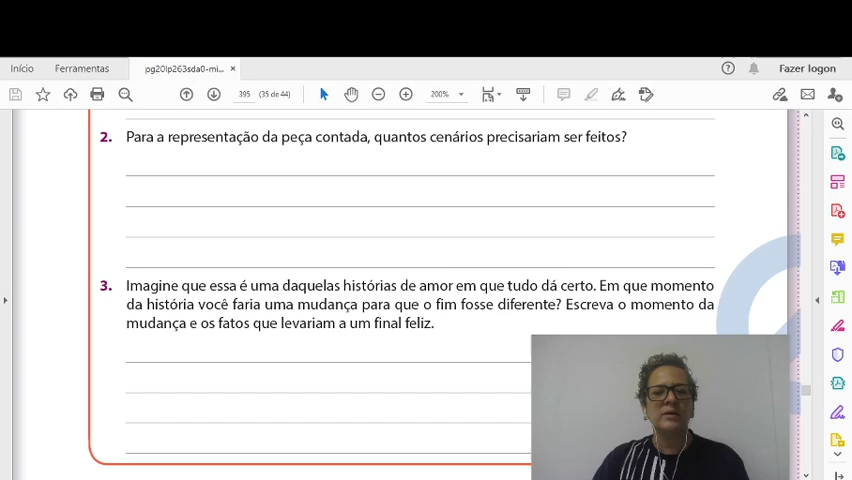 Início Ferramentas pg20lp263sda0-mi... × Fazer logon
395 (35 de 44) 200%
2. Para a representação da peça contada, quantos cenários precisariam ser feitos?
3. Imagine que essa é uma daquelas histórias de amor em que tudo dá certo. Em que momento
da história você faria uma mudança para que o fim fosse diferente? Escreva o momento da
mudança e os fatos que levariam a um final feliz.